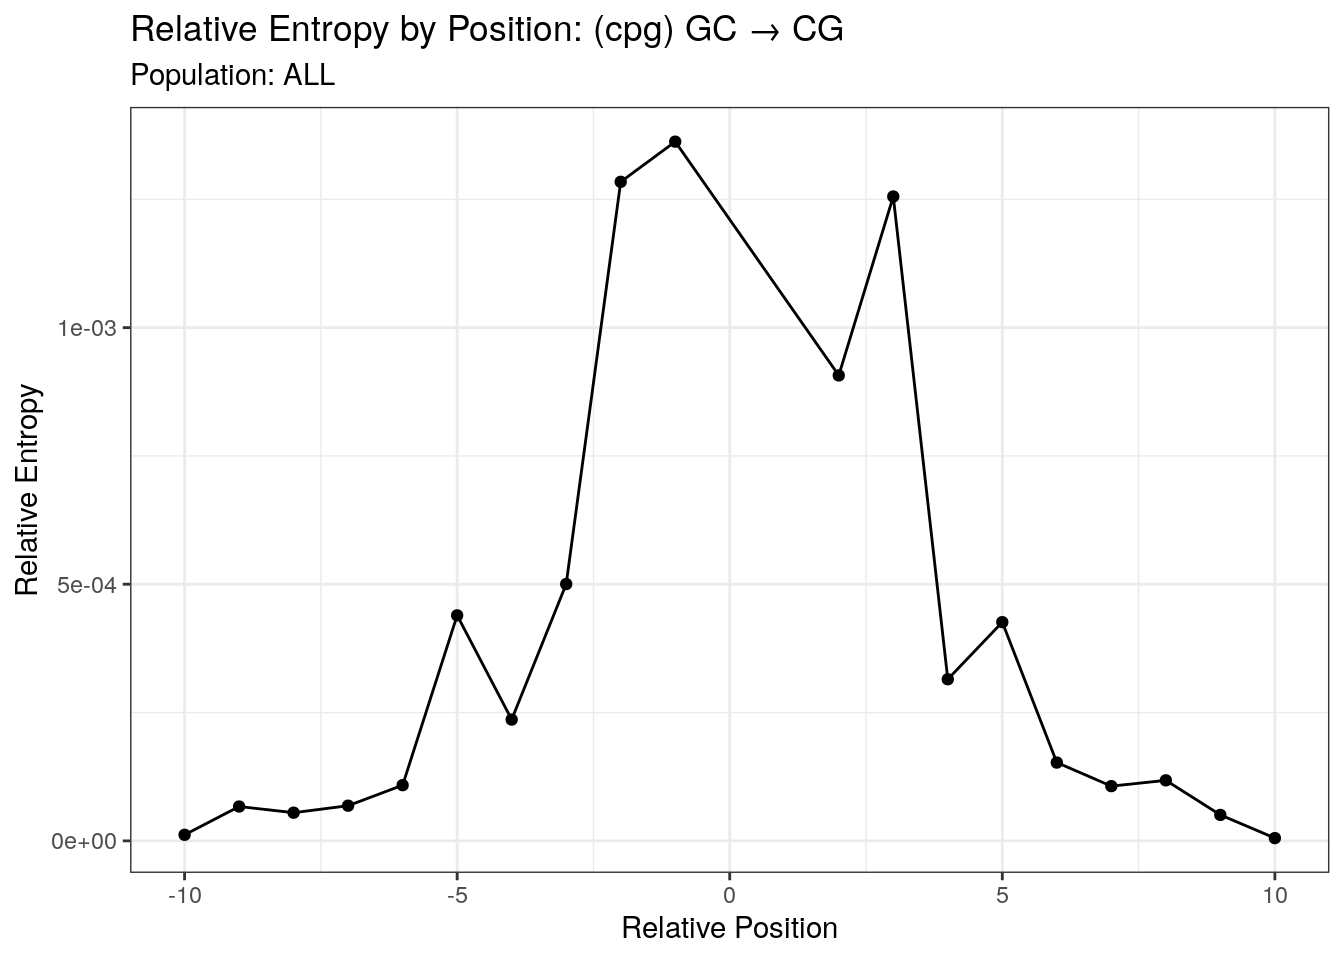 Relative Entropy by Position: (cpg) GC → CG
Population: ALL
1e-03
5e-04
0e+00
Relative Entropy
-10
-5
0
5
10
Relative Position